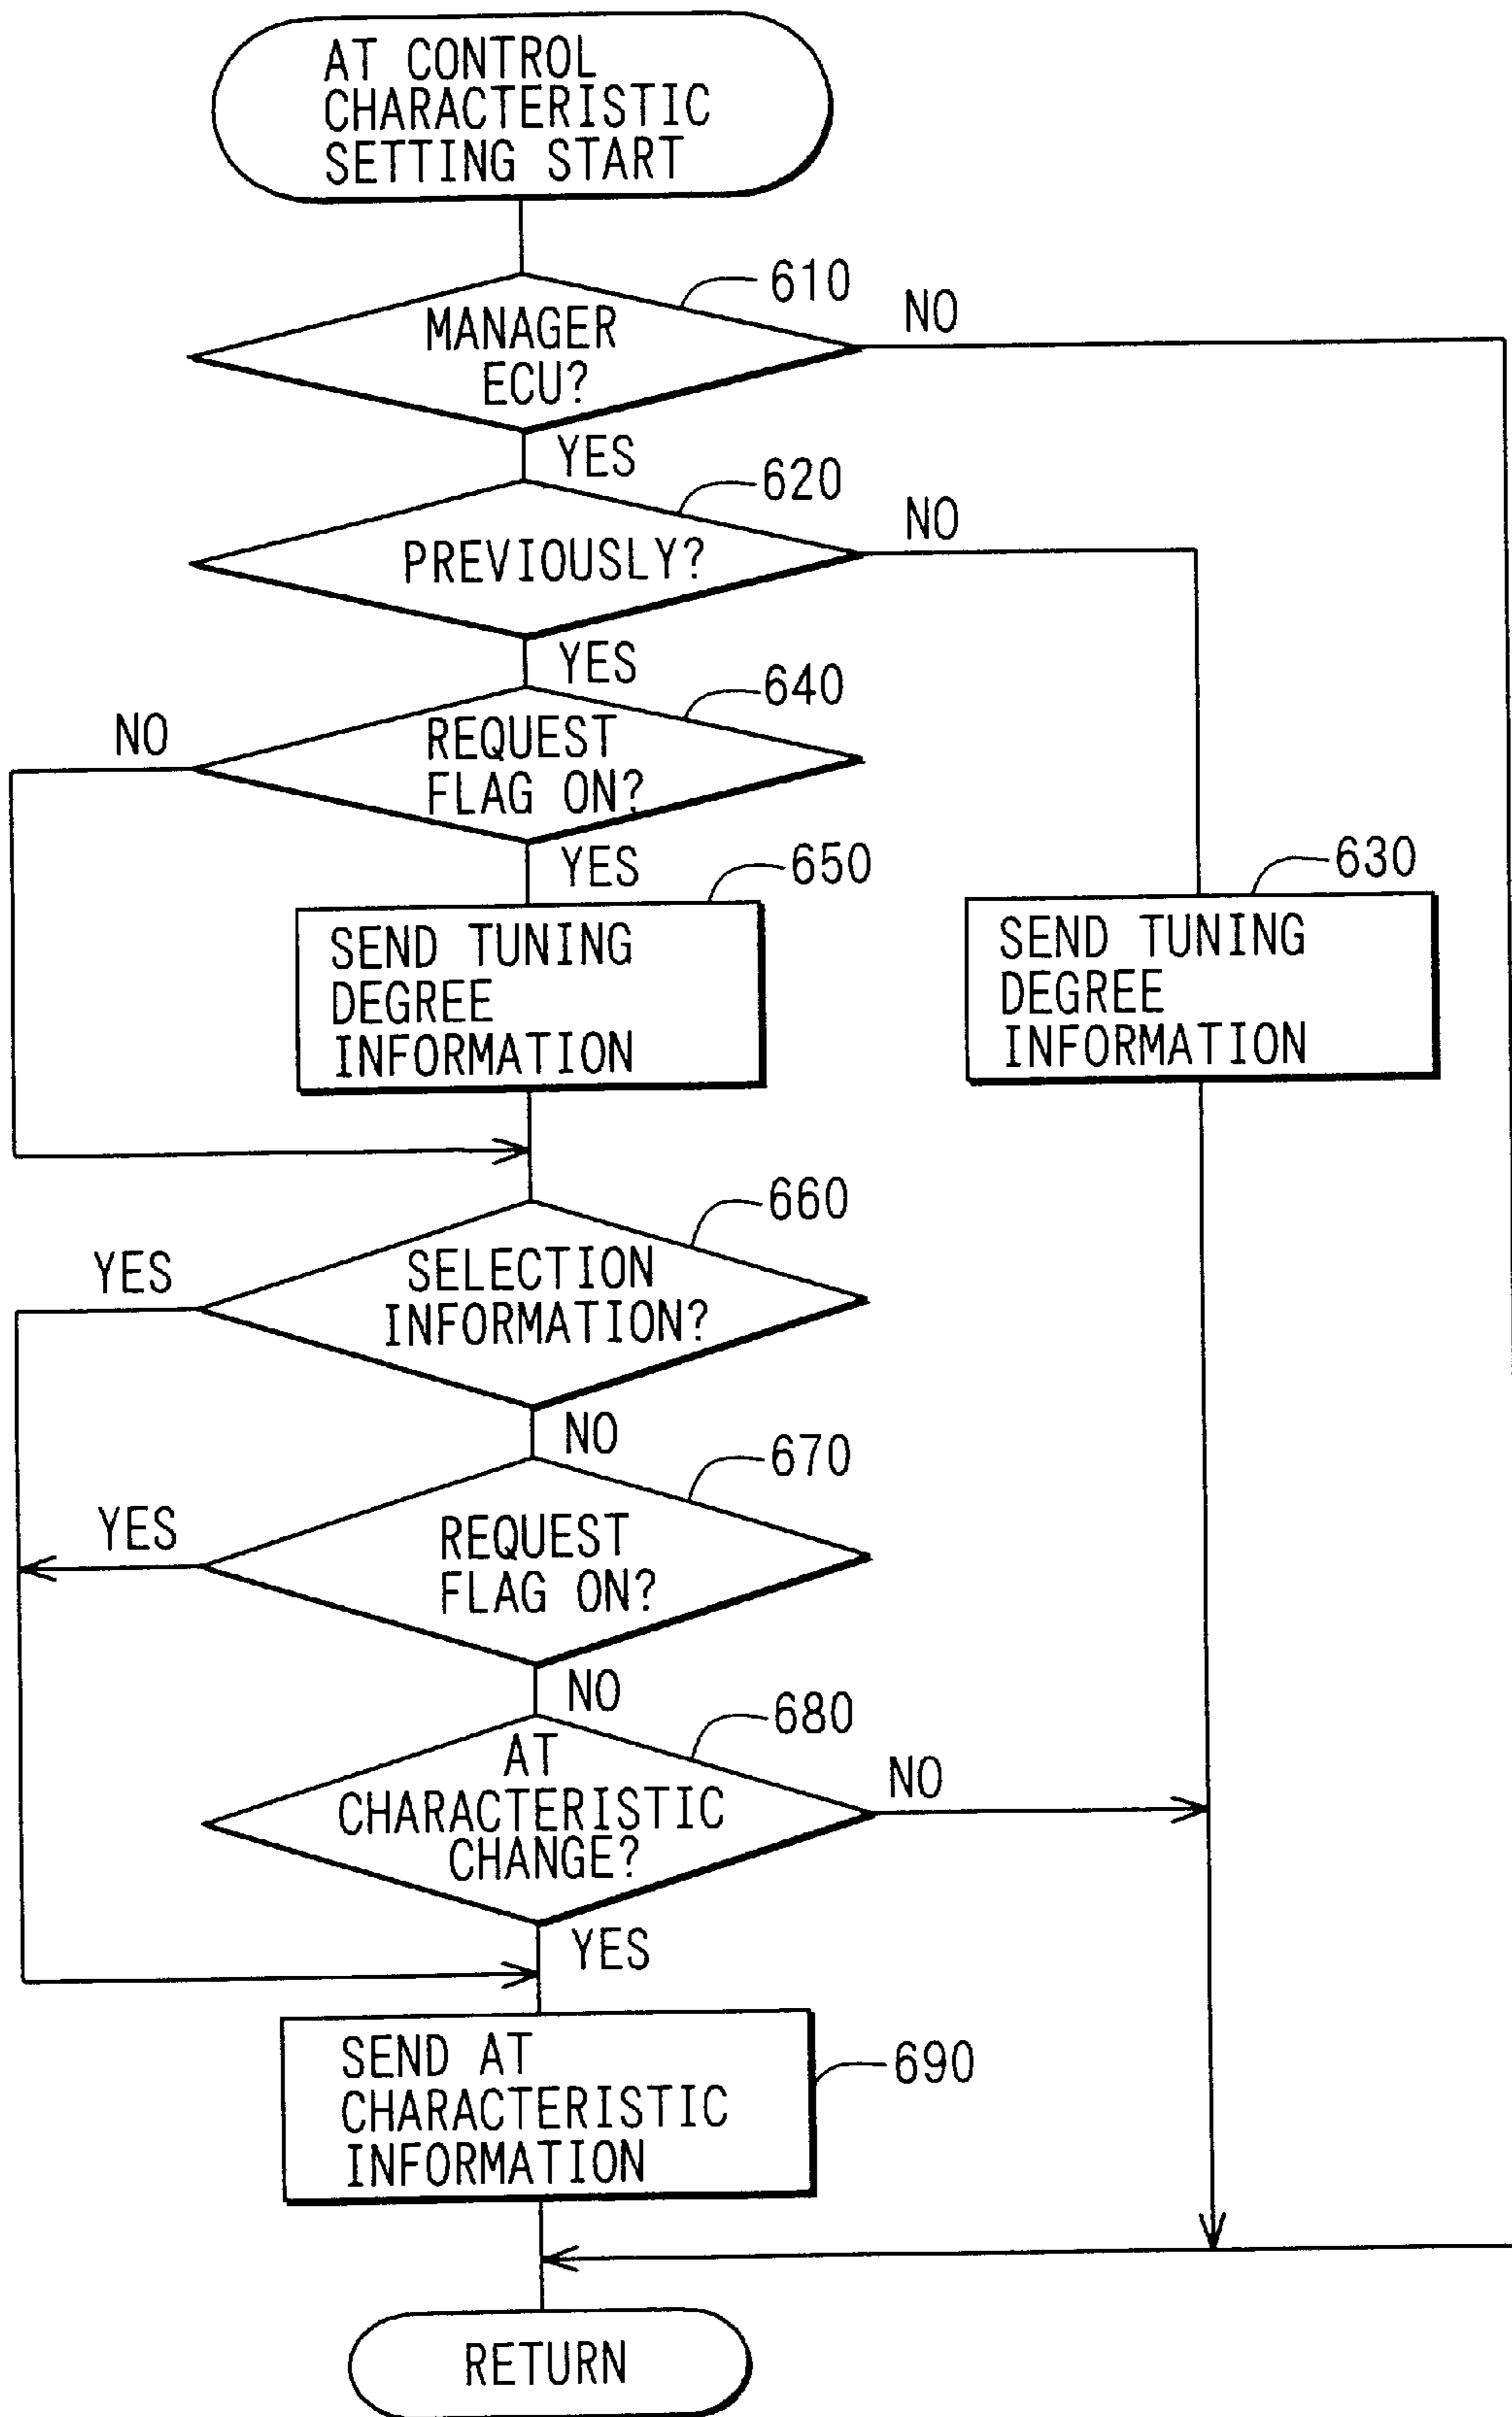 AT CONTROL
CHARACTERISTIC
SETTING START
610
MANAGER
ECU?
NO
YES
620
PREVIOUSLY?
NO
YES
640
REQUEST
FLAG ON?
NO
YES
650
SEND TUNING
DEGREE
INFORMATION
630
SEND TUNING
DEGREE
INFORMATION
660
SELECTION
INFORMATION?
YES
NO
670
REQUEST
FLAG ON?
YES
NO
680
AT
CHARACTERISTIC
CHANGE?
NO
YES
SEND AT
CHARACTERISTIC
INFORMATION
690
RETURN